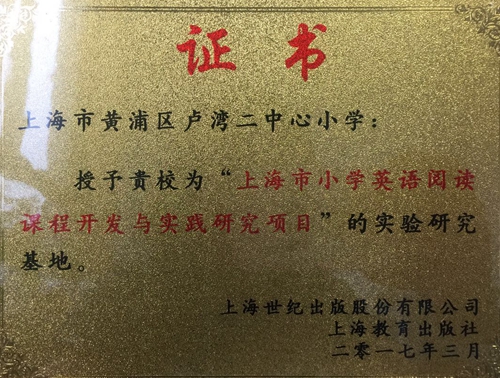 证书
上海市黄浦区卢湾二中心小学：
授予貴校为“上海市小学英语阅读
课程开发与实践研究项目”的实验研究
基地。
上海世纪出版股份有限公司
上海教育出版社
二零一七年三月